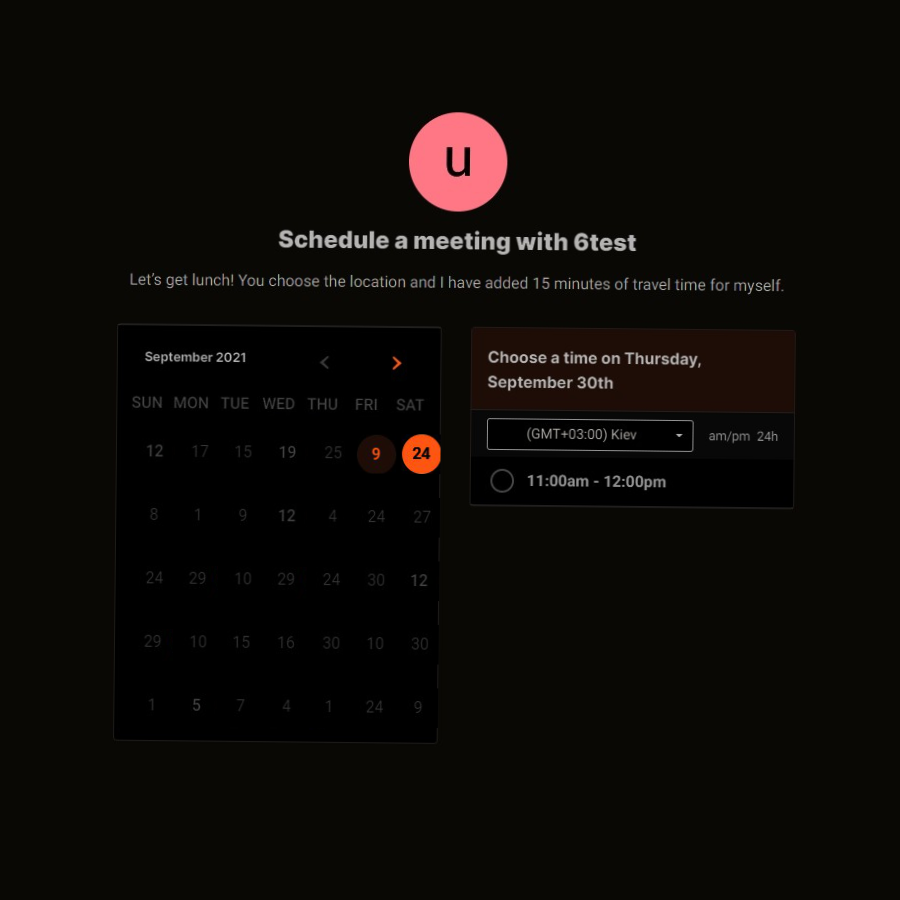 u
Schedule a meeting with 6test
Let's get lunch! You choose the location and I have added 15 minutes of travel time for myself.
September 2021
SUN MON TUE WED THU FRI SAT
12 17 15 19 25 9 24
8 1 9 12 4 24 27
24 29 10 29 24 30 12
29 10 15 16 30 10 30
1 5 7 4 1 24 9
Choose a time on Thursday,
September 30th
(GMT+03:00) Kiev am/pm 24h
11:00am - 12:00pm